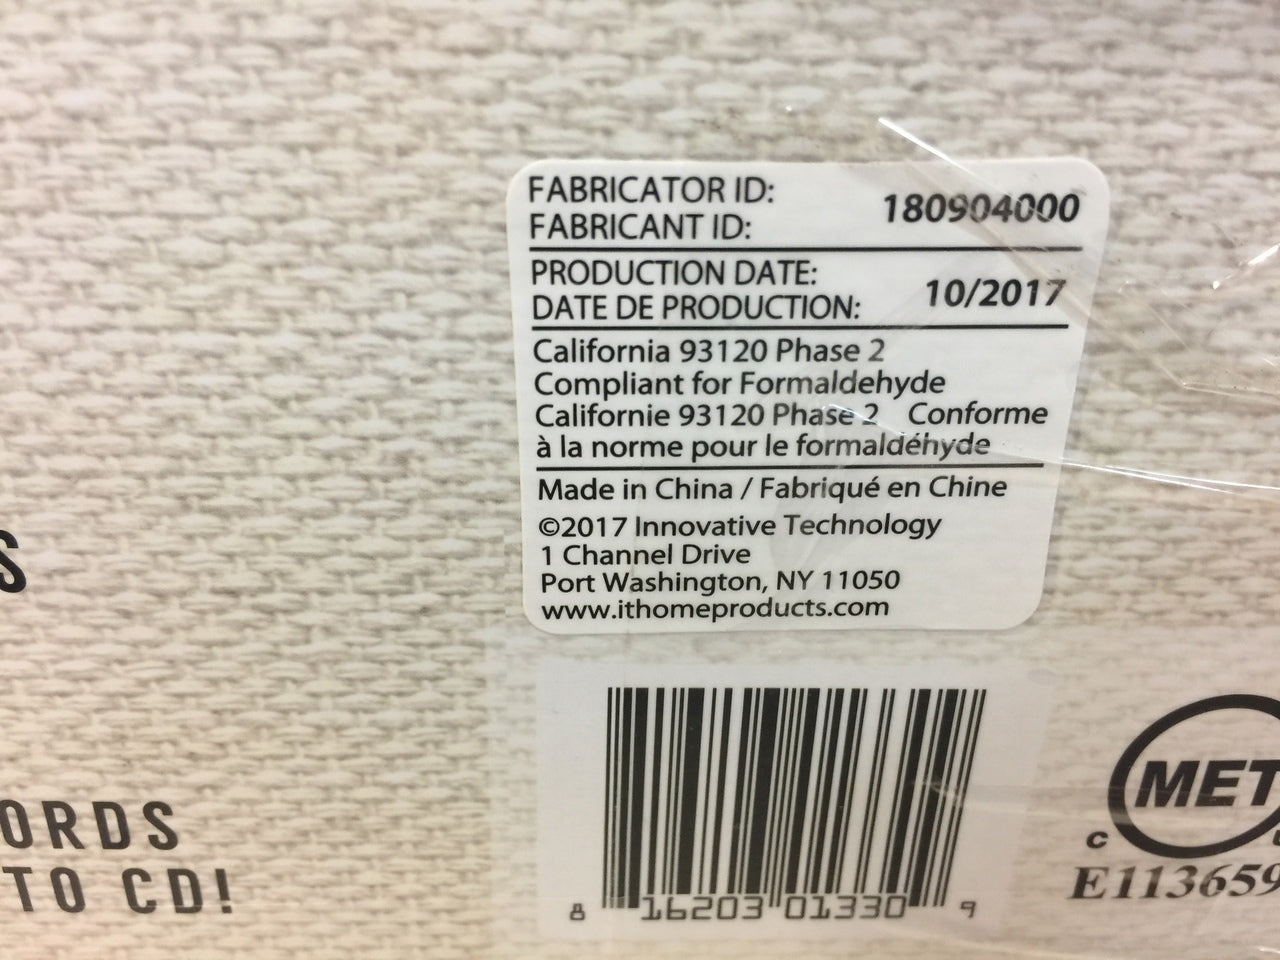 FABRICATOR ID:
FABRICANT ID:
180904000
PRODUCTION DATE:
DATE DE PRODUCTION:
10/2017
California 93120 Phase 2
Compliant for Formaldehyde
Californie 93120 Phase 2 Conforme
à la norme pour le formaldéhyde
Made in China / Fabriqué en Chine
©2017 Innovative Technology
1 Channel Drive
Port Washington, NY 11050
www.ithomeproducts.com
S
ORDS
TO CD!
8 16203 01330 9
MET
C
E113659